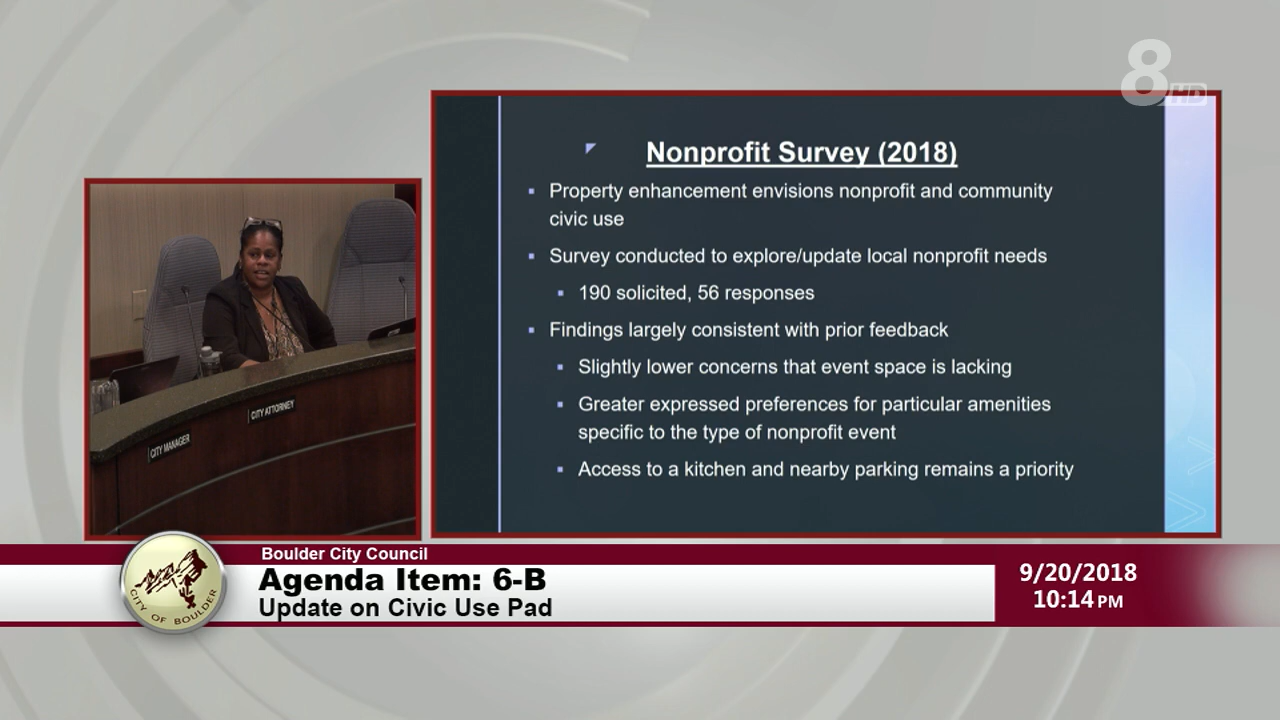 8
HD
Nonprofit Survey (2018)
Property enhancement envisions nonprofit and community
civic use
Survey conducted to explore/update local nonprofit needs
190 solicited, 56 responses
Findings largely consistent with prior feedback
Slightly lower concerns that event space is lacking
Greater expressed preferences for particular amenities
specific to the type of nonprofit event
Access to a kitchen and nearby parking remains a priority
CITY MANAGER
CITY ATTORNEY
Boulder City Council
Agenda Item: 6-B
Update on Civic Use Pad
CITY OF BOULDER
9/20/2018
10:14 PM